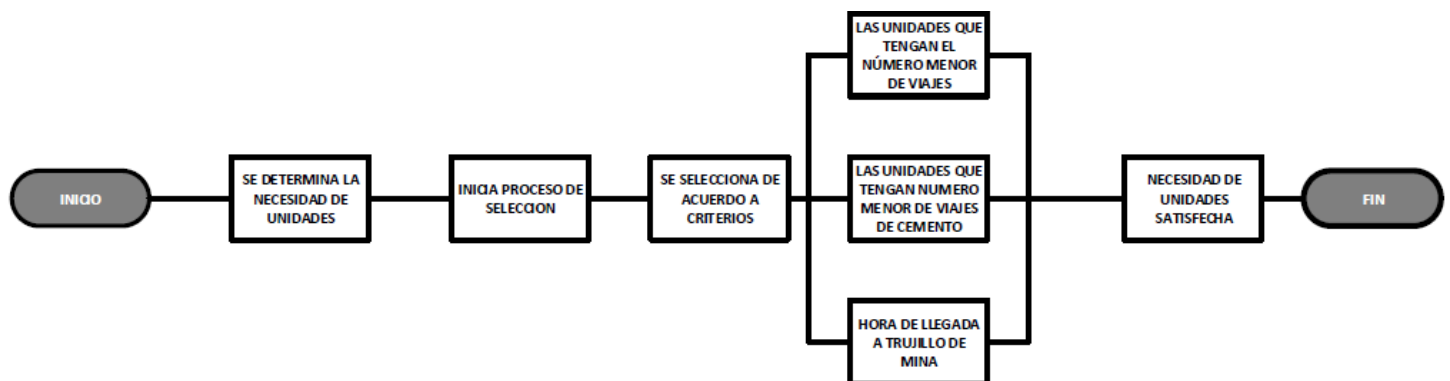 INICIO
SE DETERMINA LA
NECESIDAD DE
UNIDADES
INICIA PROCESO DE
SELECCION
SE SELECCIONA DE
ACUERDO A
CRITERIOS
LAS UNIDADES QUE
TENGAN EL
NÚMERO MENOR
DE VIAJES
LAS UNIDADES QUE
TENGAN NUMERO
MENOR DE VIAJES
DE CEMENTO
HORA DE LLEGADA
A TRUJILLO DE
MINA
NECESIDAD DE
UNIDADES
SATISFECHA
FIN